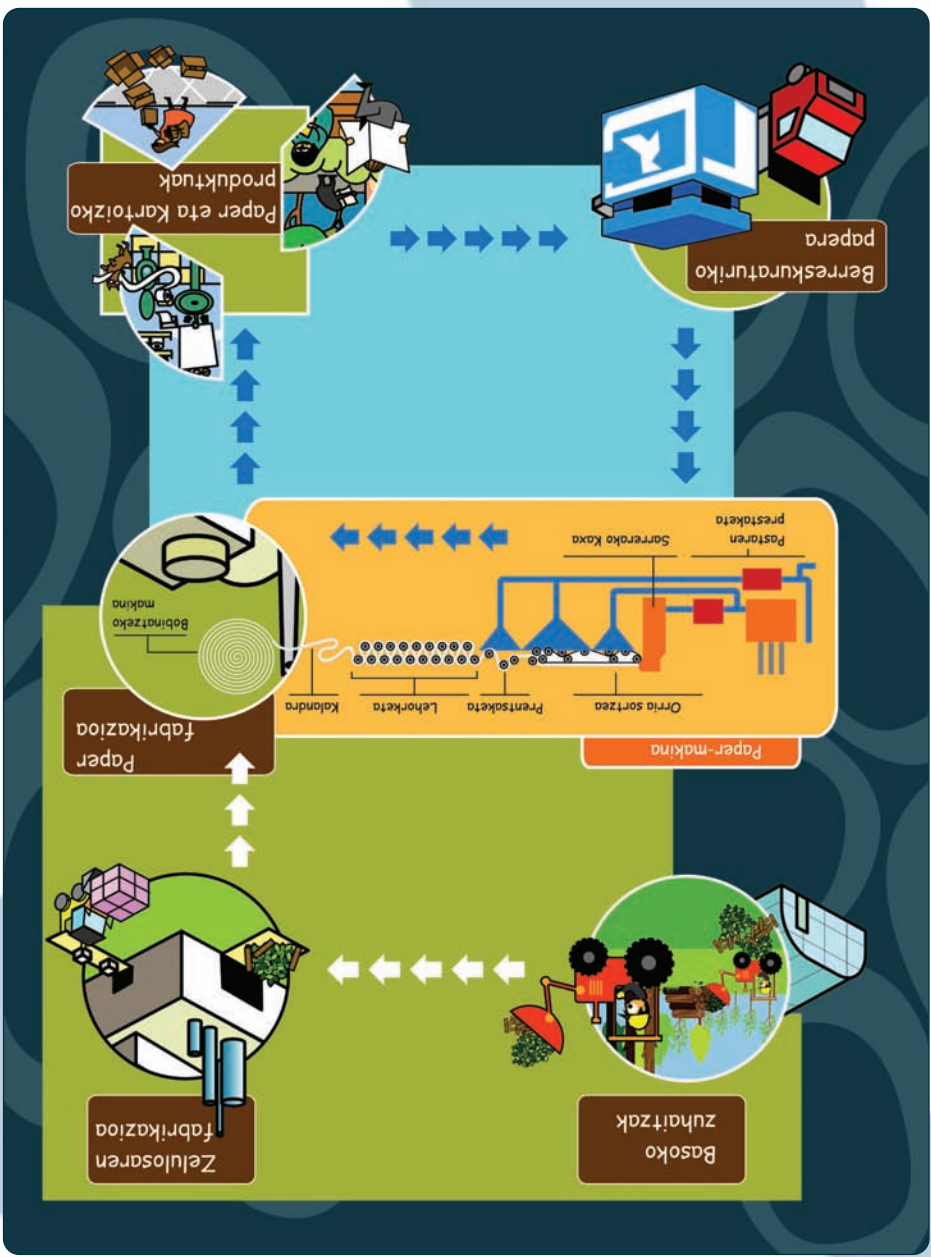 Basoko
zuhaitzak
Zelulosaren
fabrikazioa
Paper-makina
Paper
fabrikazioa
Orria sortzea
Prentsaketa
Lehorketa
Kalandra
Bobinatzeko
makina
Pastaren
prestaketa
Sarrerako Kaxa
Berreskuraturiko
papera
Paper eta Kartoizko
produktuak